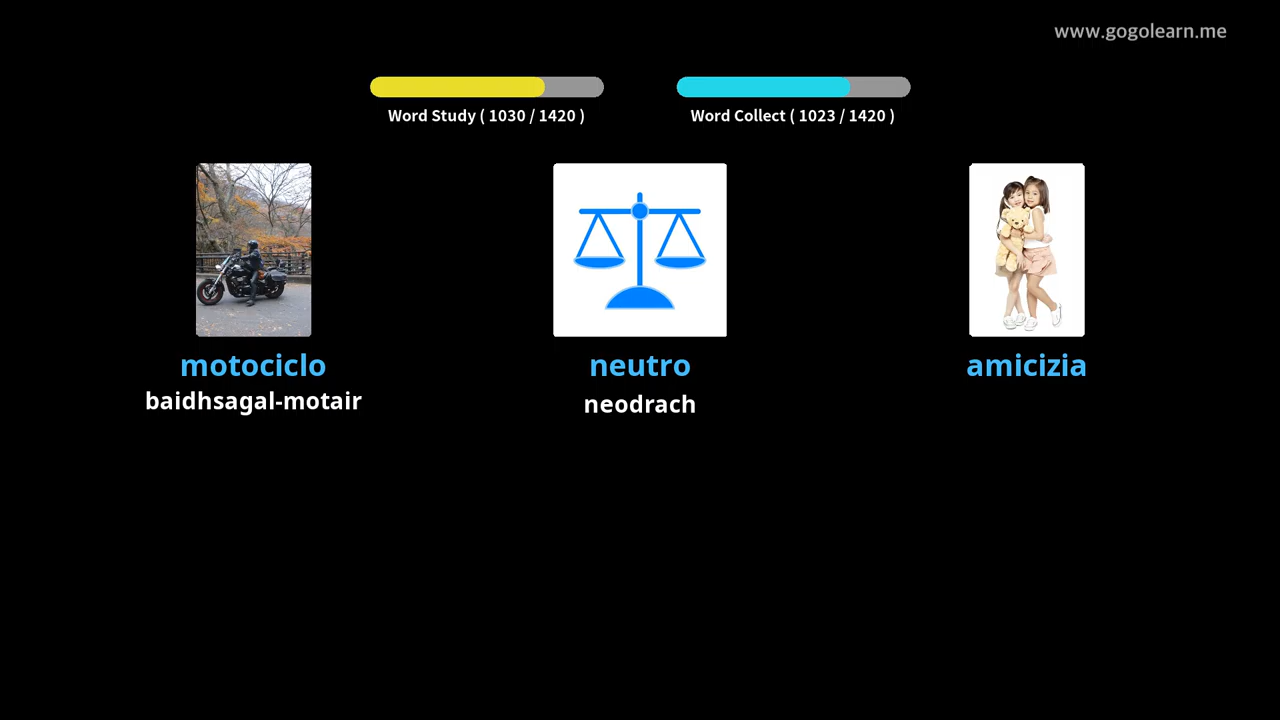 www.gogolearn.me
Word Study ( 1030 / 1420 )
Word Collect ( 1023 / 1420 )
motociclo
baidhsagal-motair
neutro
neodrach
amicizia